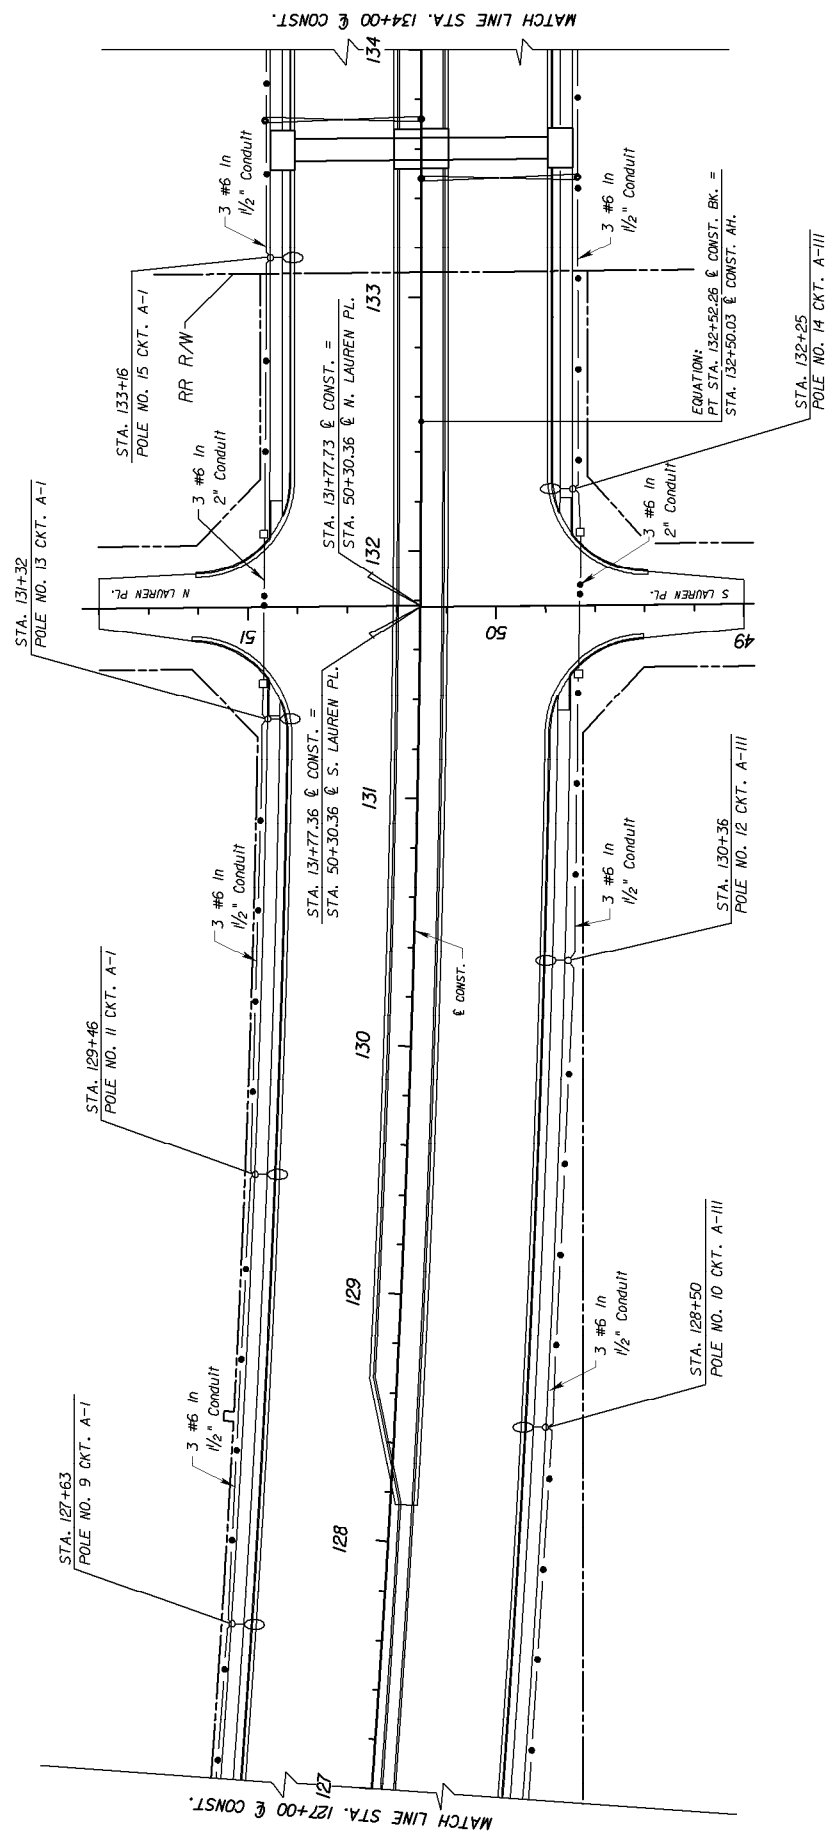 MATCH LINE STA. 134+00 ℄ CONST.
134
3 #6 In
1½" Conduit
3 #6 In
1½" Conduit
STA. 133+16
POLE NO. 15 CKT. A-I
RR R/W
133
EQUATION:
PT STA. 132+52.26 ℄ CONST. BK. =
STA. 132+50.03 ℄ CONST. AH.
STA. 132+25
POLE NO. 14 CKT. A-III
STA. 131+77.73 ℄ CONST. =
STA. 50+30.36 ℄ N. LAUREN PL.
3 #6 In
2" Conduit
3 #6 In
2" Conduit
132
STA. 131+32
POLE NO. 13 CKT. A-I
N LAUREN PL.
S LAUREN PL.
51
50
49
STA. 131+77.36 ℄ CONST. =
STA. 50+30.36 ℄ S. LAUREN PL.
131
3 #6 In
1½" Conduit
3 #6 In
1½" Conduit
STA. 130+36
POLE NO. 12 CKT. A-III
℄ CONST.
130
STA. 129+46
POLE NO. 11 CKT. A-I
129
3 #6 In
1½" Conduit
STA. 128+50
POLE NO. 10 CKT. A-III
3 #6 In
1½" Conduit
STA. 127+63
POLE NO. 9 CKT. A-I
128
127
MATCH LINE STA. 127+00 ℄ CONST.